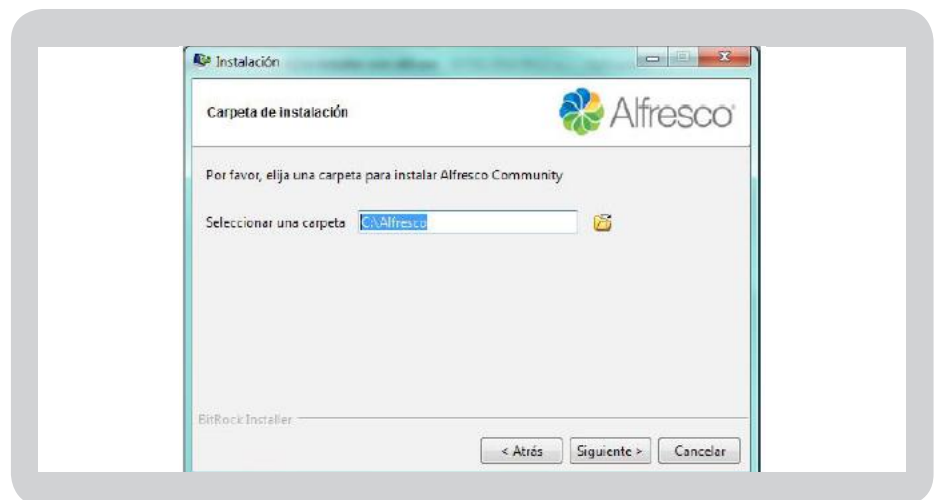 Instalación
Carpeta de instalación
Alfresco
Por favor, elija una carpeta para instalar Alfresco Community
Seleccionar una carpeta C:\Alfresco
BitRock Installer
< Atrás Siguiente > Cancelar